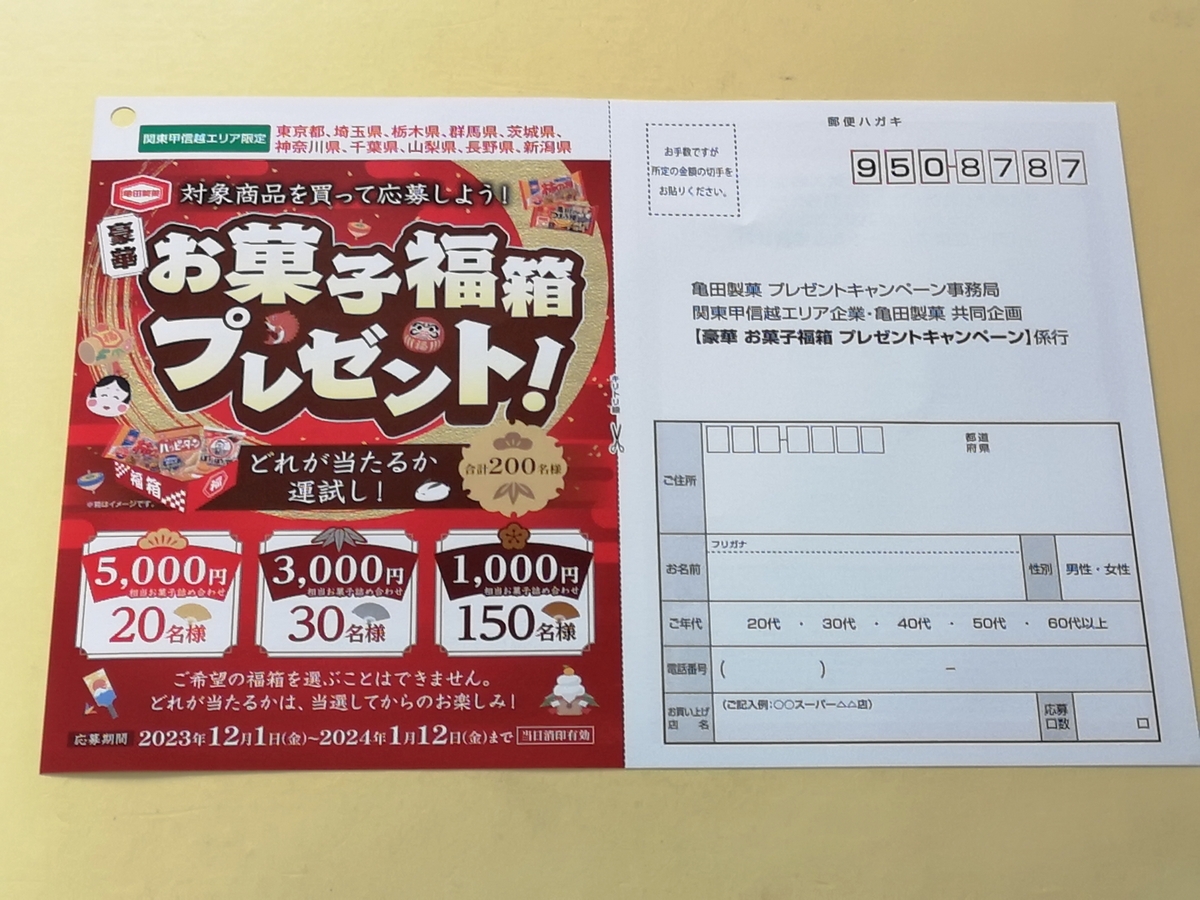 関東甲信越エリア限定
東京都、埼玉県、栃木県、群馬県、茨城県、
神奈川県、千葉県、山梨県、長野県、新潟県
亀田製菓
対象商品を買って応募しよう!
豪華
お菓子福箱
プレゼント!
ハッピーターン
福箱
福
※箱はイメージです。
どれが当たるか
運試し!
合計200名様
5,000円
相当お菓子詰め合わせ
20名様
3,000円
相当お菓子詰め合わせ
30名様
1,000円
相当お菓子詰め合わせ
150名様
ご希望の福箱を選ぶことはできません。
どれが当たるかは、当選してからのお楽しみ!
応募期間 2023年12月1日(金)~2024年1月12日(金)まで 当日消印有効
郵便ハガキ
お手数ですが
所定の金額の切手を
お貼りください。
950-8787
亀田製菓 プレゼントキャンペーン事務局
関東甲信越エリア企業・亀田製菓 共同企画
【豪華 お菓子福箱 プレゼントキャンペーン】係行
ご住所
都道
府県
フリガナ
お名前
性別
男性・女性
ご年代
20代 ・ 30代 ・ 40代 ・ 50代 ・ 60代以上
電話番号
( ) −
お買い上げ
店名
(ご記入例:○○スーパー△△店)
応募
口数
口